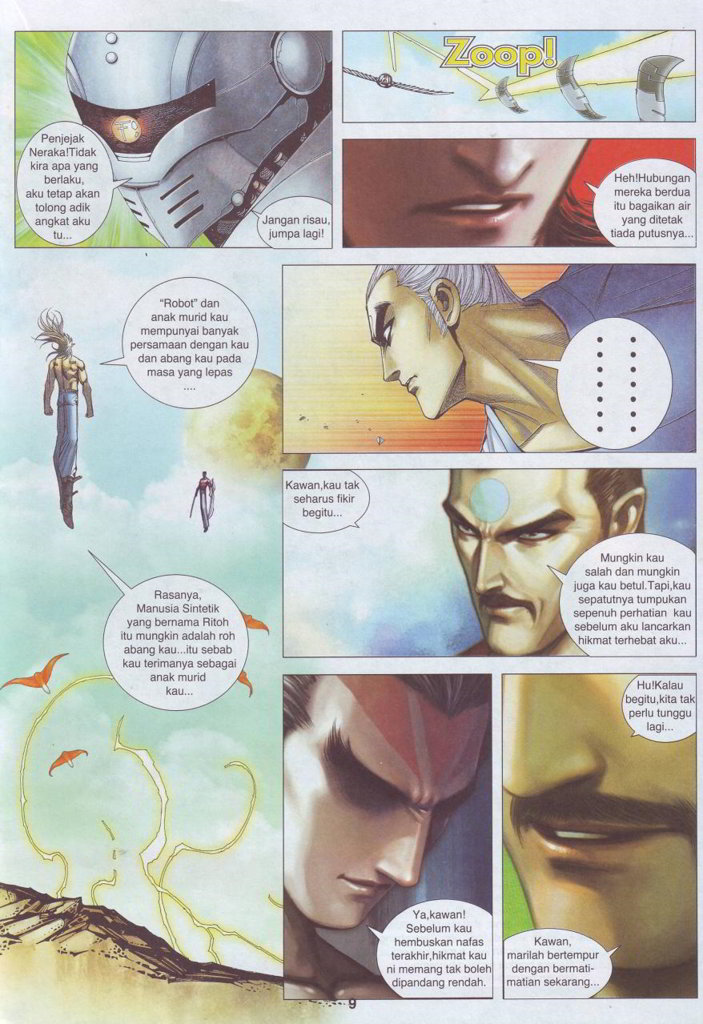 Penjejak
Neraka!Tidak
kira apa yang
berlaku,
aku tetap akan
tolong adik
angkat aku
tu...
Jangan risau,
jumpa lagi!
Zoop!
Heh!Hubungan
mereka berdua
itu bagaikan air
yang ditetak
tiada putusnya...
“Robot” dan
anak murid kau
mempunyai banyak
persamaan dengan kau
dan abang kau pada
masa yang lepas
....
Kawan,kau tak
seharus fikir
begitu...
Mungkin kau
salah dan mungkin
juga kau betul.Tapi,kau
sepatutnya tumpukan
sepenuh perhatian kau
sebelum aku lancarkan
hikmat terhebat aku...
Rasanya,
Manusia Sintetik
yang bernama Ritoh
itu mungkin adalah roh
abang kau...itu sebab
kau terimanya sebagai
anak murid
kau...
Ya,kawan!
Sebelum kau
hembuskan nafas
terakhir,hikmat kau
ni memang tak boleh
dipandang rendah.
Hu!Kalau
begitu,kita tak
perlu tunggu
lagi...
Kawan,
marilah bertempur
dengan bermati-
matian sekarang...
9